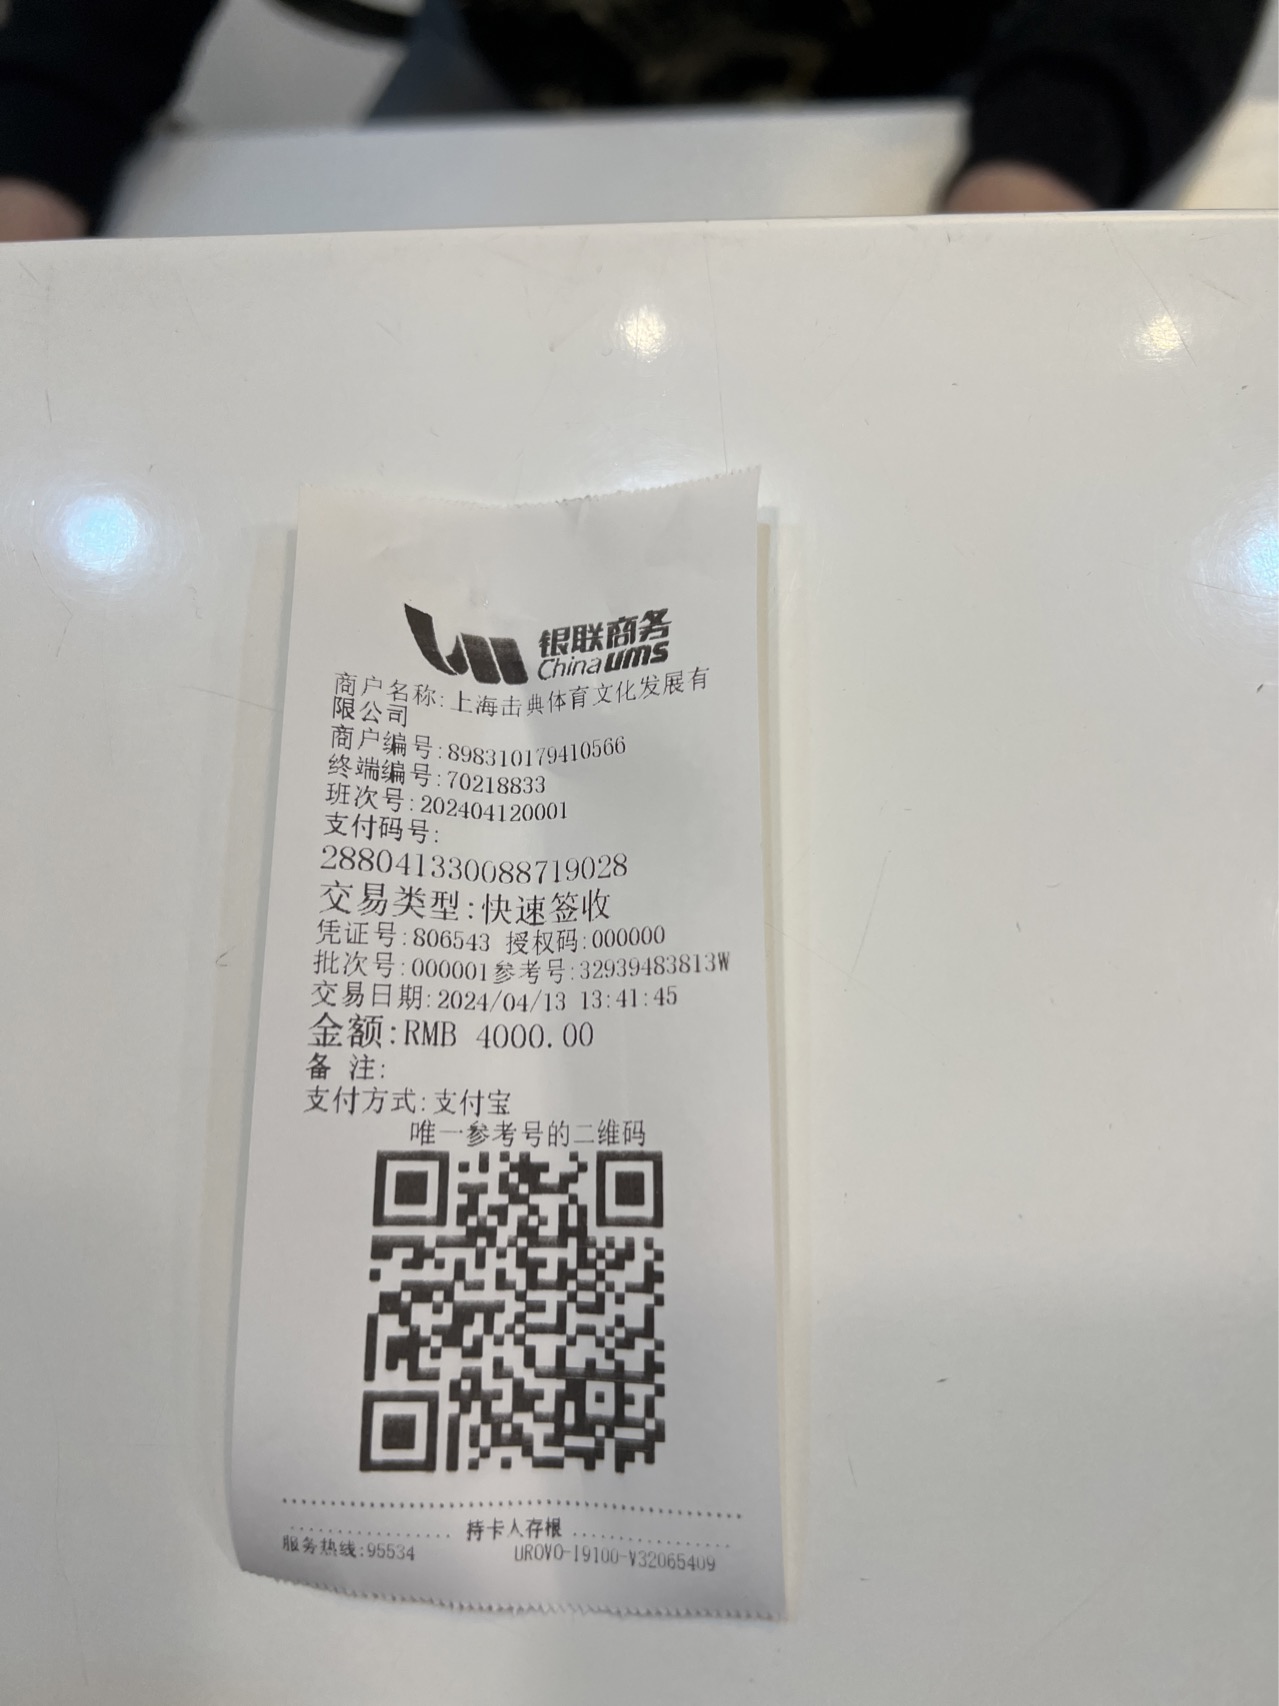 银联商务
Chinaums
商户名称:上海击典体育文化发展有
限公司
商户编号:898310179410566
终端编号:70218833
班次号:202404120001
支付码号:
288041330088719028
交易类型:快速签收
凭证号:806543 授权码:000000
批次号:000001参考号:32939483813W
交易日期:2024/04/13 13:41:45
金额:RMB 4000.00
备 注:
支付方式:支付宝
唯一参考号的二维码
持卡人存根
服务热线:95534 UROVO-I9100-V32065409